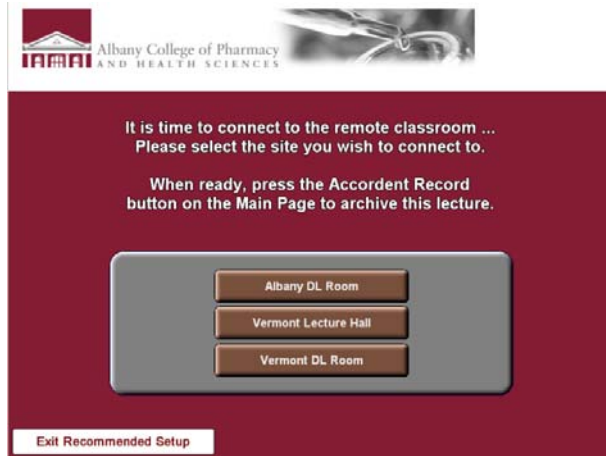 Albany College of Pharmacy
AND HEALTH SCIENCES
It is time to connect to the remote classroom ...
Please select the site you wish to connect to.
When ready, press the Accordent Record
button on the Main Page to archive this lecture.
Albany DL Room
Vermont Lecture Hall
Vermont DL Room
Exit Recommended Setup